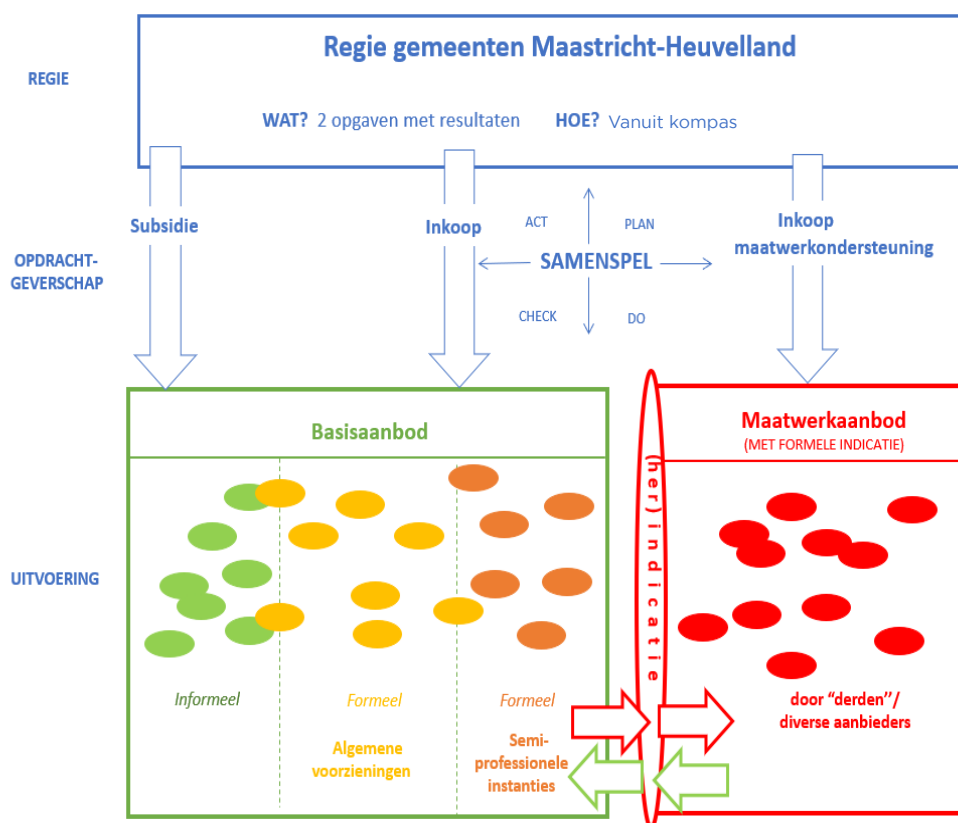 Regie gemeenten Maastricht-Heuvelland
REGIE
WAT? 2 opgaven met resultaten HOE? Vanuit kompas
Subsidie
Inkoop
ACT
PLAN
Inkoop
maatwerkondersteuning
OPDRACHT-
GEVERSCHAP
SAMENSPEL
CHECK
DO
Basisaanbod
Maatwerkaanbod
(MET FORMELE INDICATIE)
(her)indicatie
UITVOERING
Informeel
Formeel
Formeel
Algemene
voorzieningen
Semi-
professionele
instanties
door “derden”/
diverse aanbieders